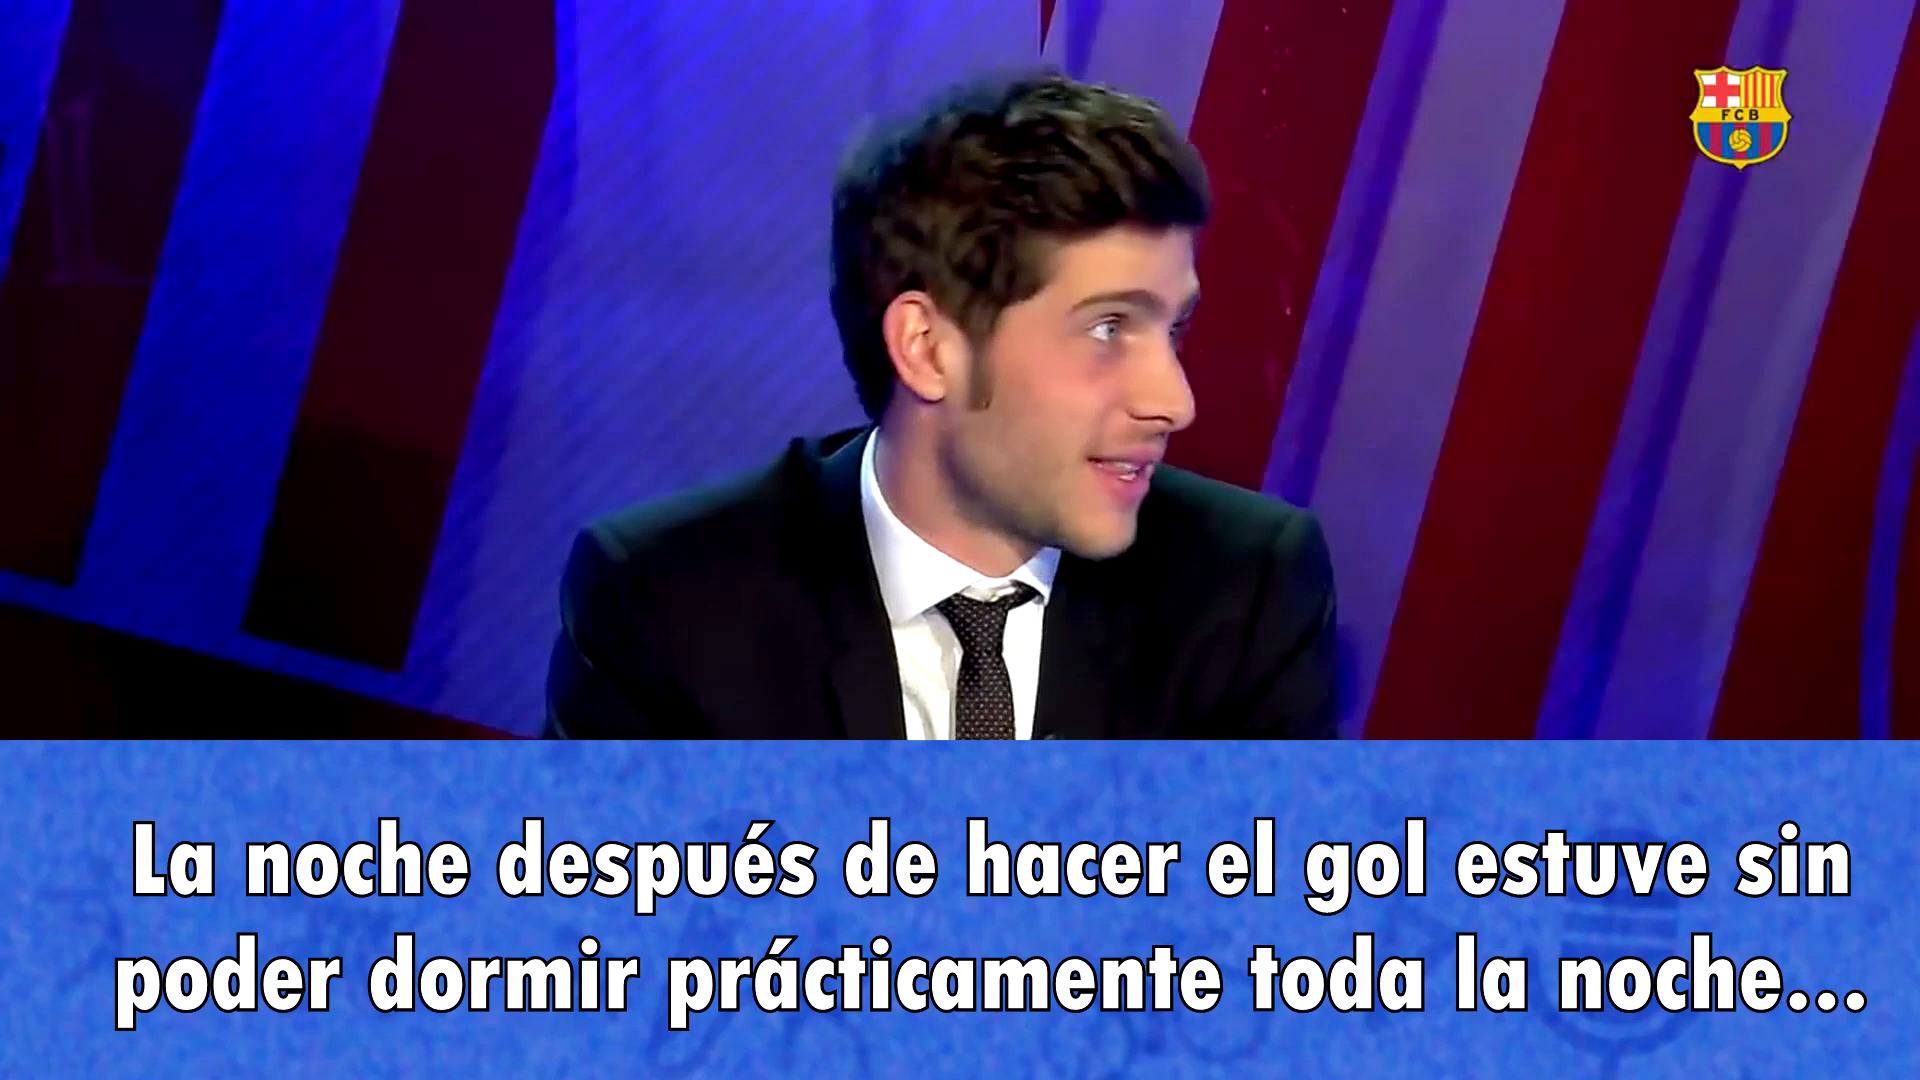 FCB
La noche después de hacer el gol estuve sin
poder dormir prácticamente toda la noche...